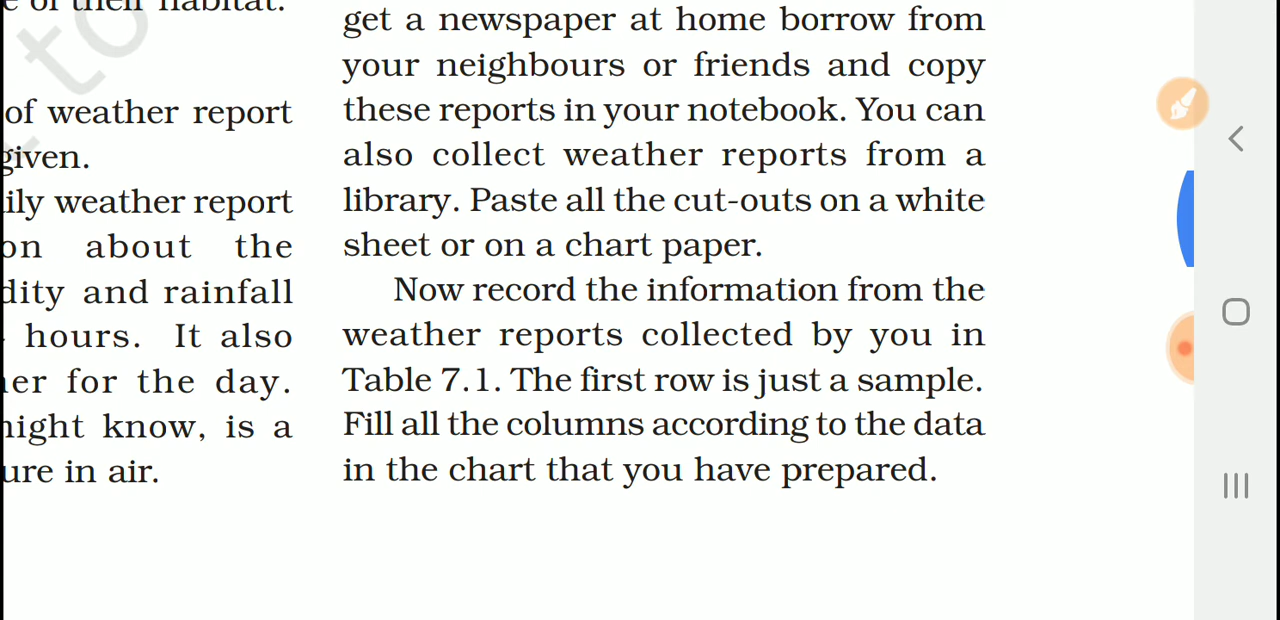 of their habitat.
of weather report
given.
weather report
about the
and rainfall
hours. It also
for the day.
know, is a
in air.
get a newspaper at home borrow from
your neighbours or friends and copy
these reports in your notebook. You can
also collect weather reports from a
library. Paste all the cut-outs on a white
sheet or on a chart paper.
Now record the information from the
weather reports collected by you in
Table 7.1. The first row is just a sample.
Fill all the columns according to the data
in the chart that you have prepared.
to